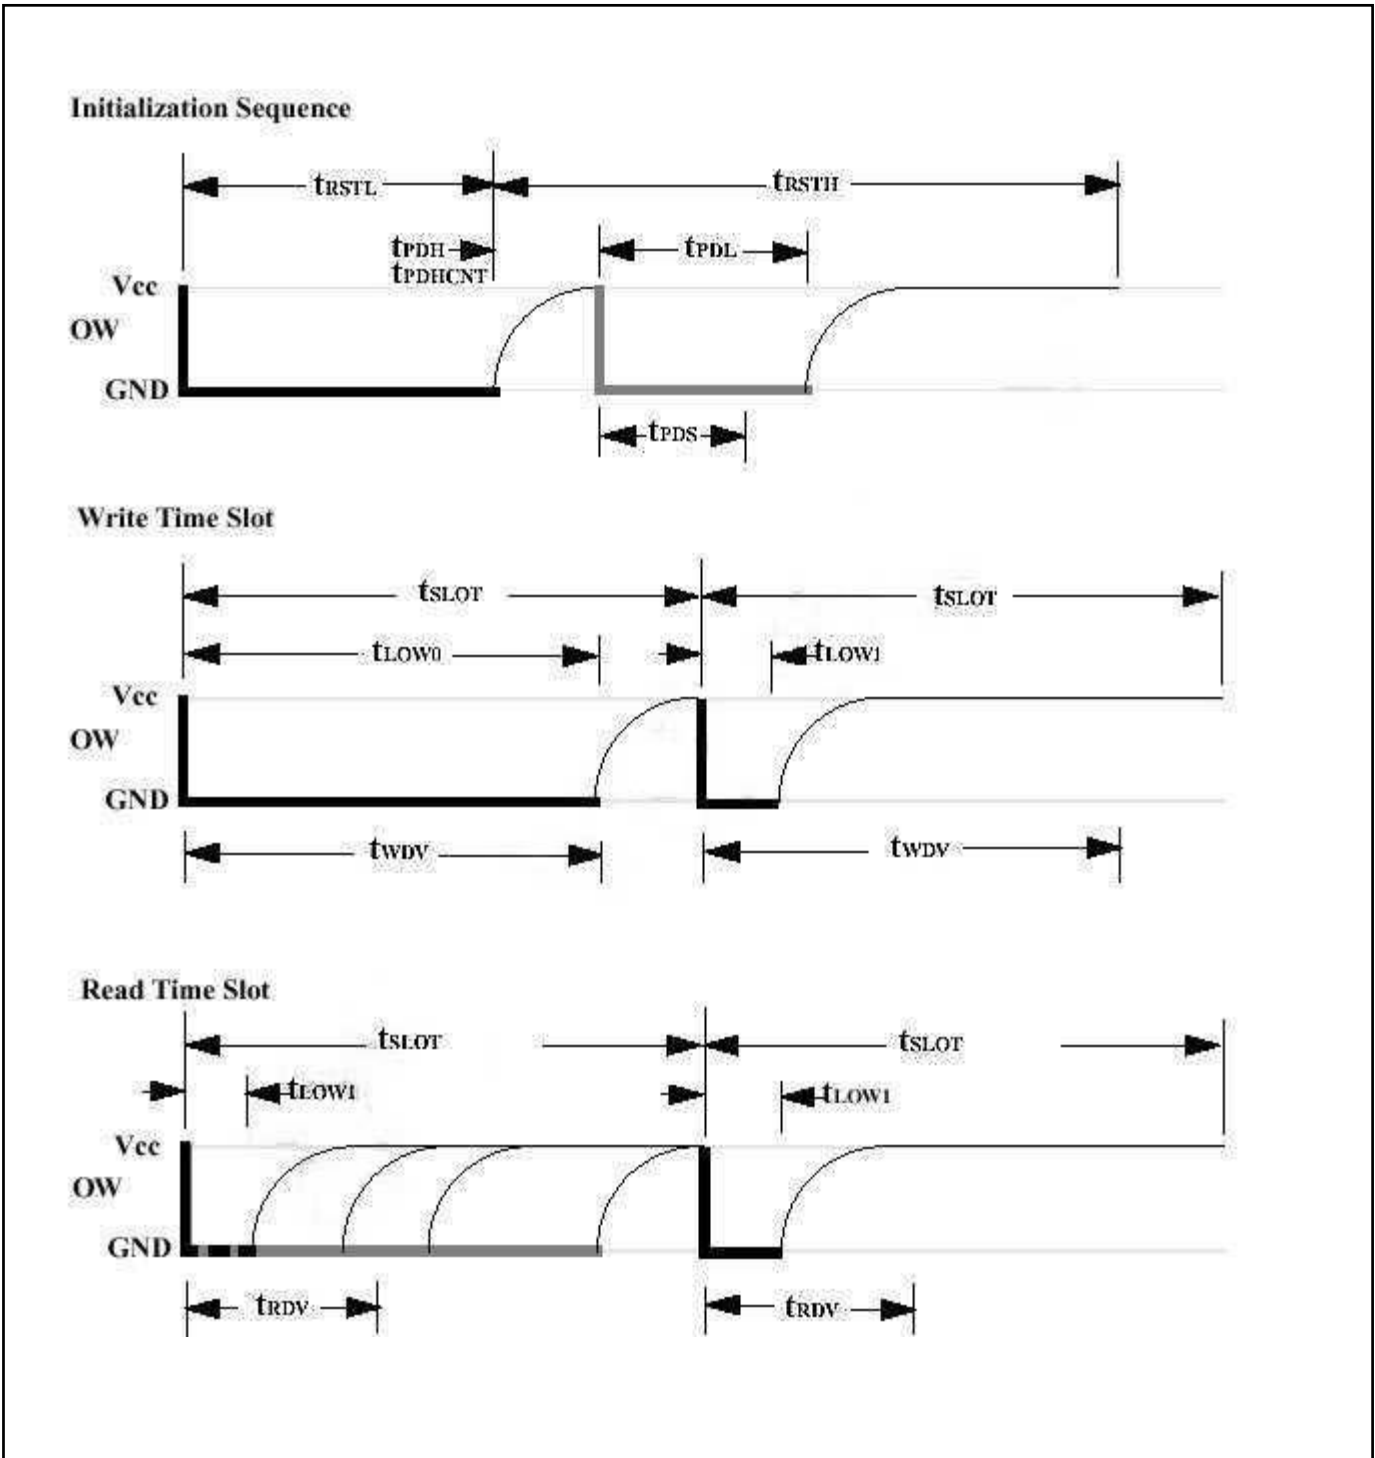 Initialization Sequence
tRSTL tRSTH
tPDH tPDL
tPDHCNT
Vcc
OW
GND
tPDS
Write Time Slot
tSLOT tSLOT
tLOW0 tLOW1
Vcc
OW
GND
tWDV tWDV
Read Time Slot
tSLOT tSLOT
tLOW1 tLOW1
Vcc
OW
GND
tRDV tRDV